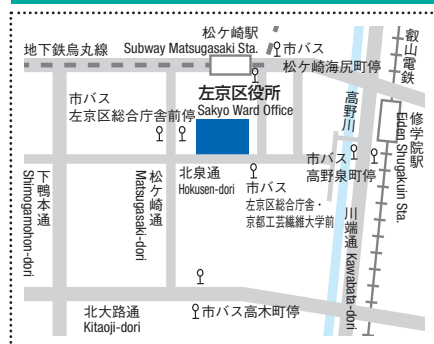 松ケ崎駅
Subway Matsugasaki Sta.
地下鉄烏丸線
市バス
松ケ崎海尻町停
叡山電鉄
市バス
左京区総合庁舎前停
左京区役所
Sakyo Ward Office
高野川
修学院駅
Eiden Shugakuin Sta.
市バス
高野泉町停
下鴨本通
Shimogamohon-dori
松ケ崎通
Matsugasaki-dori
北泉通
Hokusen-dori
市バス
左京区総合庁舎・
京都工芸繊維大学前
川端通 Kawabata-dori
北大路通
Kitaoji-dori
市バス高木町停